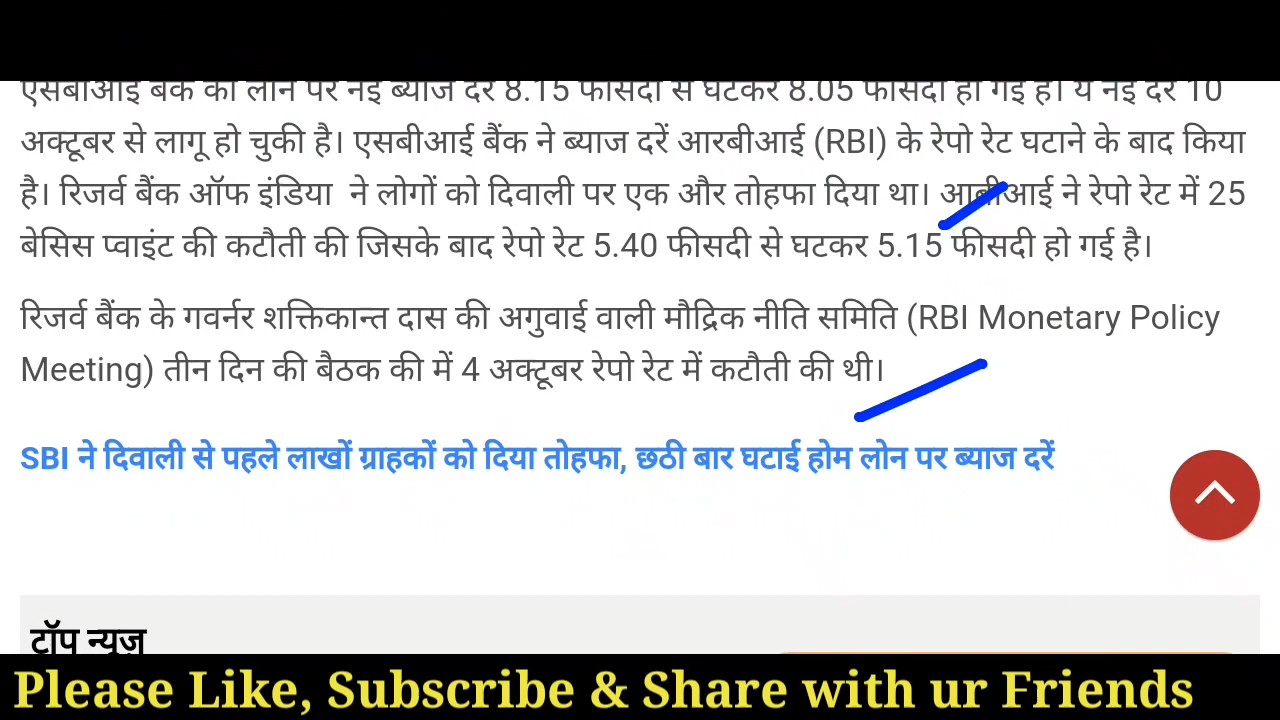 एसबीआई बैंक की लोन पर नई ब्याज दर 8.15 फीसदी से घटकर 8.05 फीसदी हो गई है। ये नई दर 10
अक्टूबर से लागू हो चुकी है। एसबीआई बैंक ने ब्याज दरें आरबीआई (RBI) के रेपो रेट घटाने के बाद किया
है। रिजर्व बैंक ऑफ इंडिया ने लोगों को दिवाली पर एक और तोहफा दिया था। आबीआई ने रेपो रेट में 25
बेसिस प्वाइंट की कटौती की जिसके बाद रेपो रेट 5.40 फीसदी से घटकर 5.15 फीसदी हो गई है।
रिजर्व बैंक के गवर्नर शक्तिकान्त दास की अगुवाई वाली मौद्रिक नीति समिति (RBI Monetary Policy
Meeting) तीन दिन की बैठक की में 4 अक्टूबर रेपो रेट में कटौती की थी।
SBI ने दिवाली से पहले लाखों ग्राहकों को दिया तोहफा, छठी बार घटाई होम लोन पर ब्याज दरें
टॉप न्यूज़
Please Like, Subscribe & Share with ur Friends